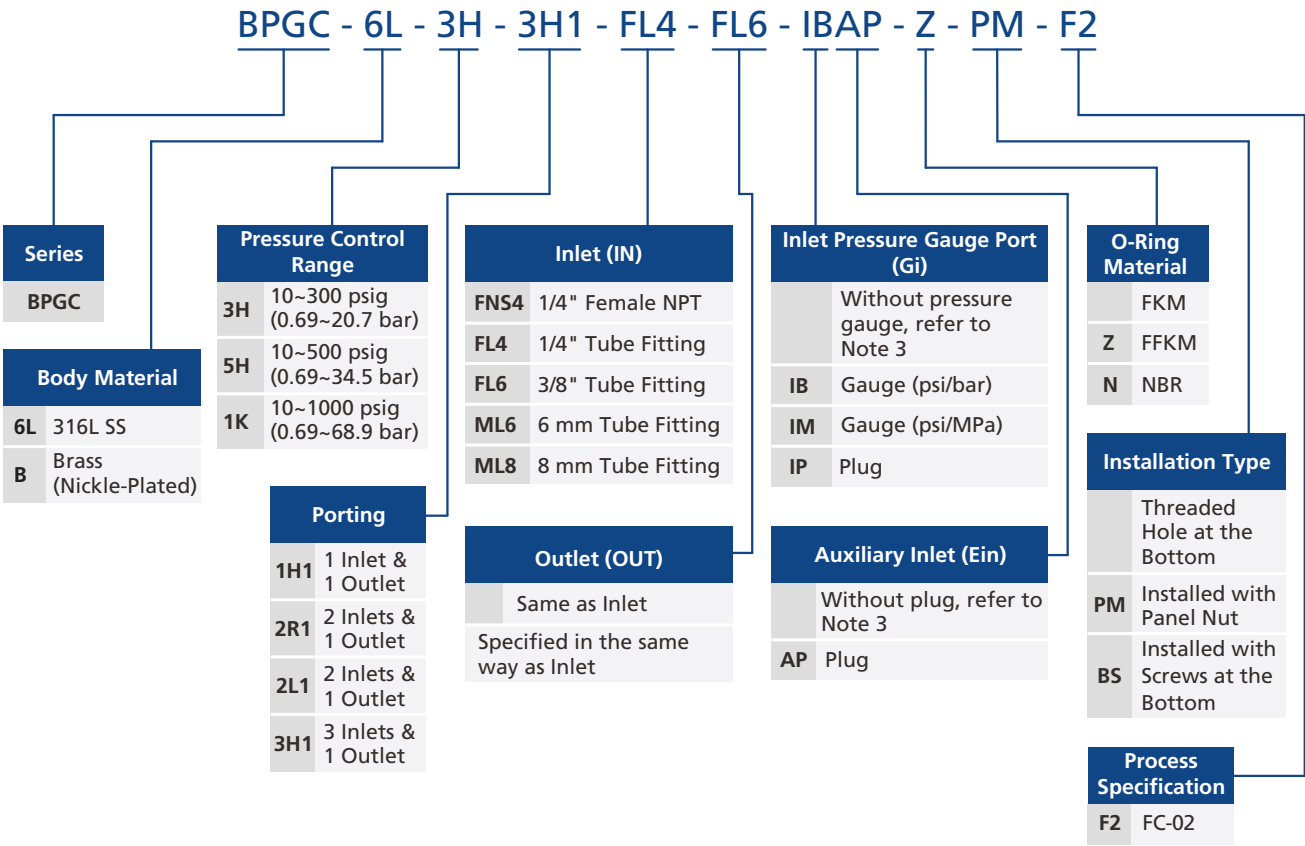 BPGC - 6L - 3H - 3H1 - FL4 - FL6 - IBAP - Z - PM - F2
Series
BPGC
Body Material
6L 316L SS
B Brass
(Nickle-Plated)
Pressure Control
Range
3H 10~300 psig
(0.69~20.7 bar)
5H 10~500 psig
(0.69~34.5 bar)
1K 10~1000 psig
(0.69~68.9 bar)
Porting
1H1 1 Inlet &
1 Outlet
2R1 2 Inlets &
1 Outlet
2L1 2 Inlets &
1 Outlet
3H1 3 Inlets &
1 Outlet
Inlet (IN)
FNS4 1/4" Female NPT
FL4 1/4" Tube Fitting
FL6 3/8" Tube Fitting
ML6 6 mm Tube Fitting
ML8 8 mm Tube Fitting
Outlet (OUT)
Same as Inlet
Specified in the same
way as Inlet
Inlet Pressure Gauge Port
(Gi)
Without pressure
gauge, refer to
Note 3
IB Gauge (psi/bar)
IM Gauge (psi/MPa)
IP Plug
Auxiliary Inlet (Ein)
Without plug, refer to
Note 3
AP Plug
O-Ring
Material
FKM
Z FFKM
N NBR
Installation Type
Threaded
Hole at the
Bottom
PM Installed with
Panel Nut
BS Installed with
Screws at the
Bottom
Process
Specification
F2 FC-02